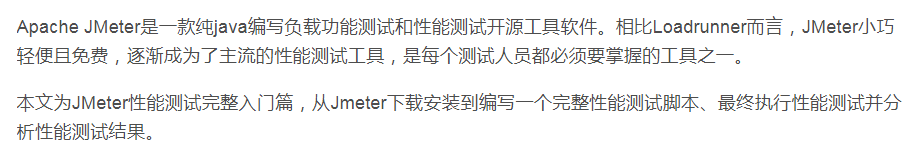 Apache JMeter是一款纯java编写负载功能测试和性能测试开源工具软件。相比Loadrunner而言，JMeter小巧
轻便且免费，逐渐成为了主流的性能测试工具，是每个测试人员都必须要掌握的工具之一。
本文为JMeter性能测试完整入门篇，从Jmeter下载安装到编写一个完整性能测试脚本、最终执行性能测试并分
析性能测试结果。